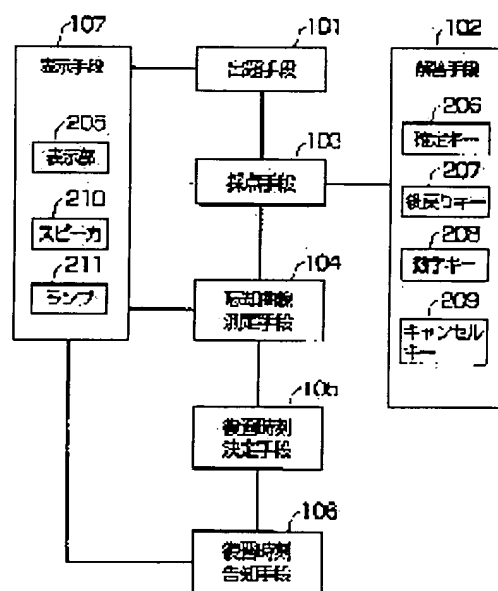 107
表示手段
205
表示部
210
スピーカ
211
ランプ
101
出題手段
103
採点手段
104
忘却曲線
測定手段
105
復習時刻
決定手段
106
復習時刻
告知手段
102
解答手段
206
確定キー
207
後戻りキー
208
数字キー
209
キャンセル
キー